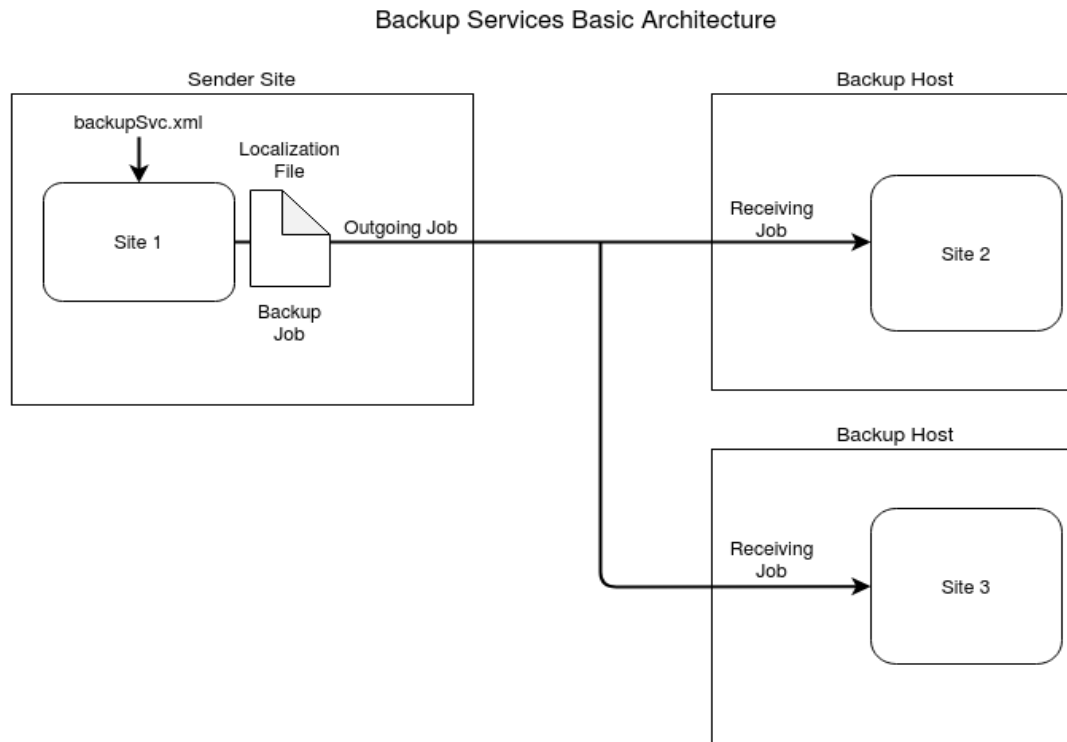 Backup Services Basic Architecture
Sender Site
Backup Host
backupSvc.xml
Localization
File
Site 1
Outgoing Job
Backup
Job
Receiving
Job
Site 2
Backup Host
Receiving
Job
Site 3